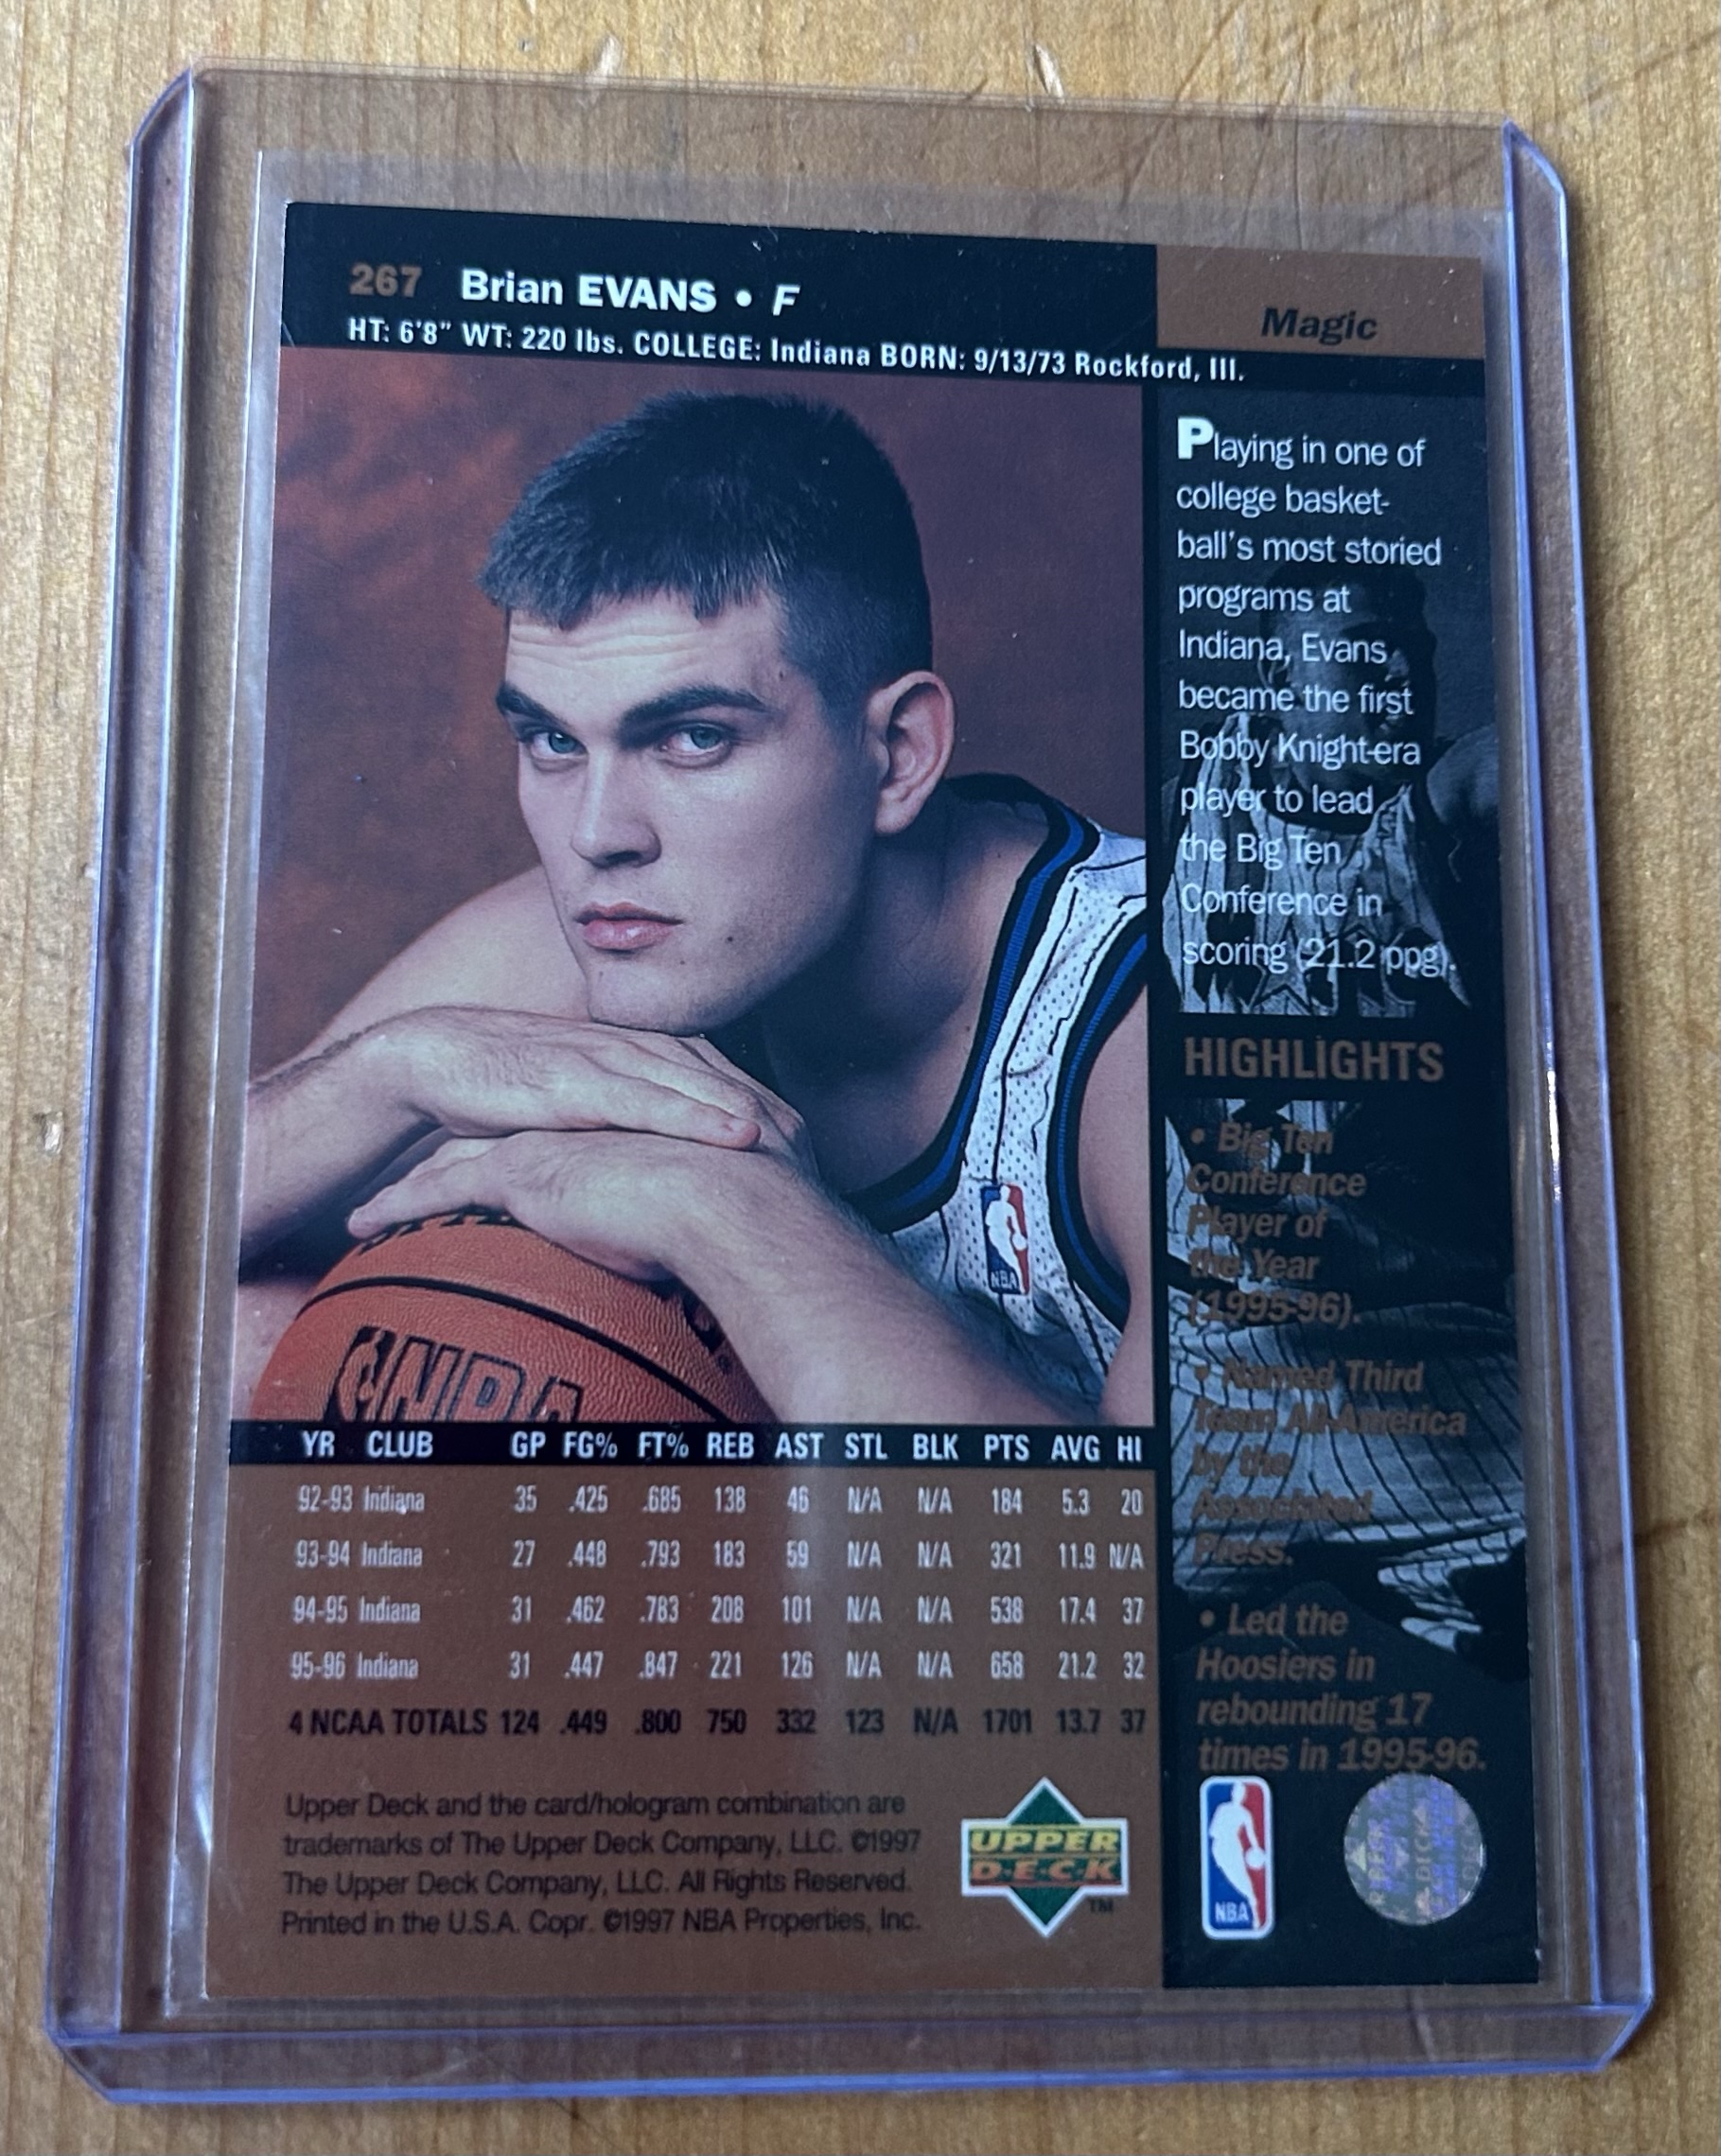 267 Brian EVANS • F
Magic
HT: 6'8" WT: 220 lbs. COLLEGE: Indiana BORN: 9/13/73 Rockford, Ill.
Playing in one of
college basket-
ball's most storied
programs at
Indiana, Evans
became the first
Bobby Knight-era
player to lead
the Big Ten
Conference in
scoring (21.2 ppg).
HIGHLIGHTS
• Big Ten
Conference
Player of
the Year
(1995-96).
• Named Third
Team All-America
by the
Associated
Press.
• Led the
Hoosiers in
rebounding 17
times in 1995-96.
NBA
YR CLUB GP FG% FT% REB AST STL BLK PTS AVG HI
92-93 Indiana 35 .425 .685 138 46 N/A N/A 184 5.3 20
93-94 Indiana 27 .448 .793 183 59 N/A N/A 321 11.9 N/A
94-95 Indiana 31 .462 .783 208 101 N/A N/A 538 17.4 37
95-96 Indiana 31 .447 .847 221 126 N/A N/A 658 21.2 32
4 NCAA TOTALS 124 .449 .800 750 332 123 N/A 1701 13.7 37
Upper Deck and the card/hologram combination are
trademarks of The Upper Deck Company, LLC. ©1997
The Upper Deck Company, LLC. All Rights Reserved.
Printed in the U.S.A. Copr. ©1997 NBA Properties, Inc.
UPPER
D·E·C·K
TM
NBA